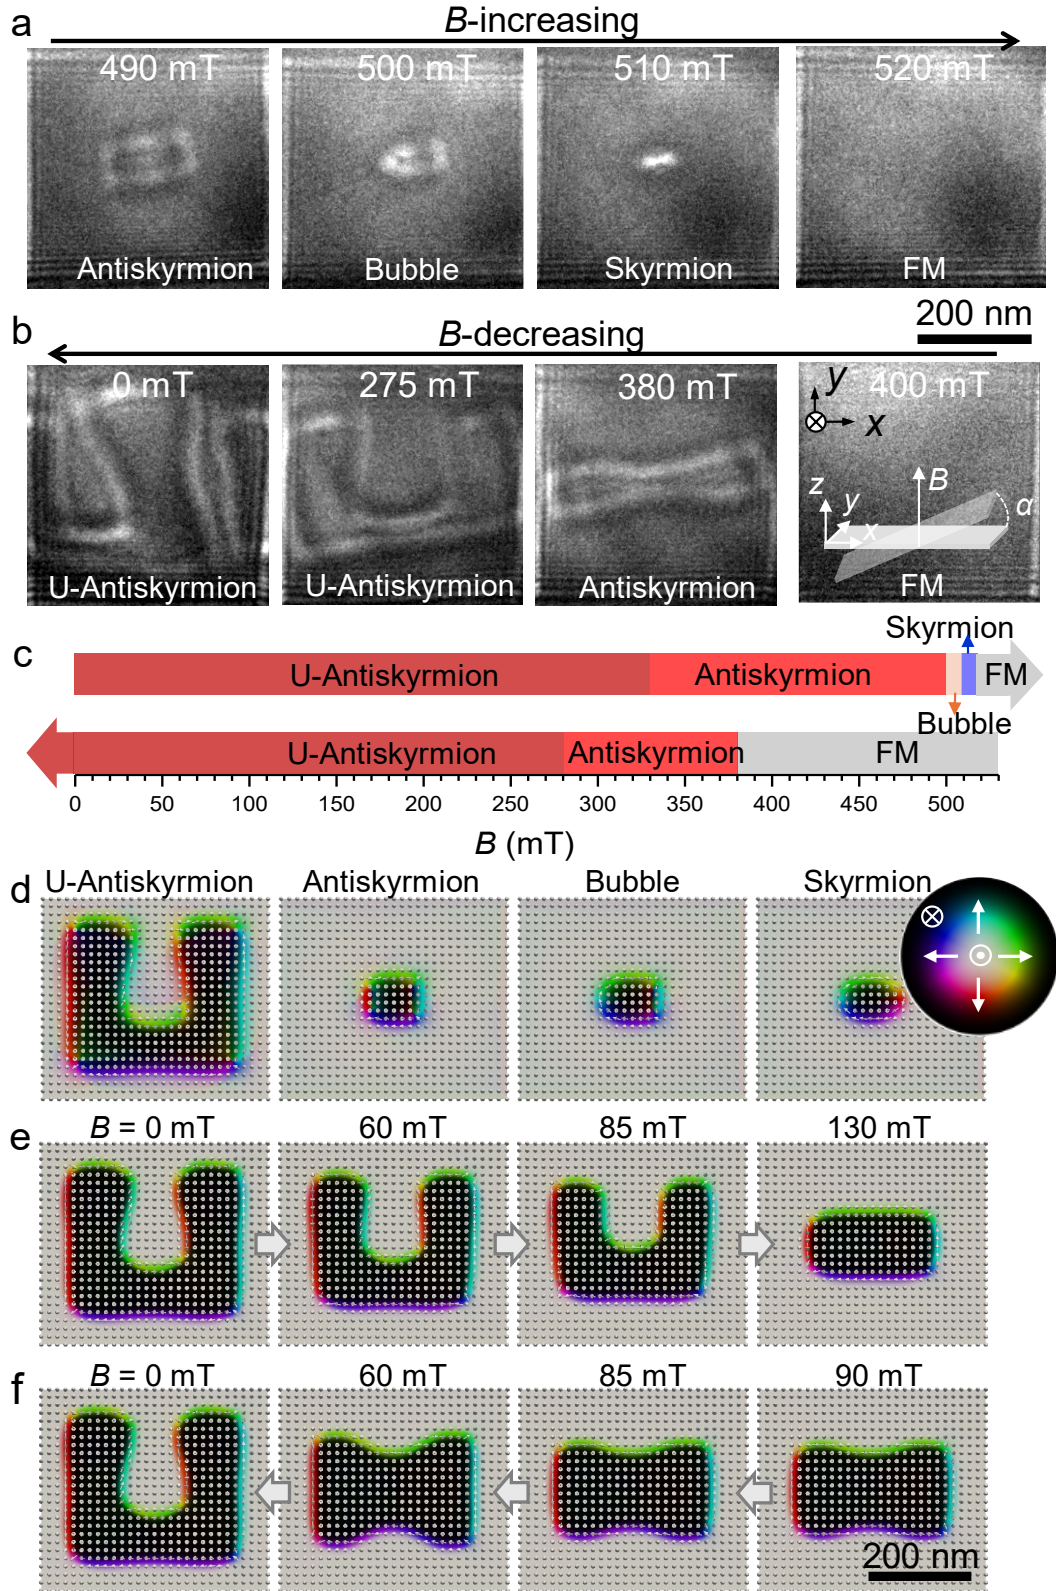 a
B-increasing
490 mT
500 mT
510 mT
520 mT
Antiskyrmion
Bubble
Skyrmion
FM
200 nm
b
B-decreasing
0 mT
275 mT
380 mT
400 mT
y
x
z
y
x
B
α
U-Antiskyrmion
U-Antiskyrmion
Antiskyrmion
FM
c
Skyrmion
U-Antiskyrmion
Antiskyrmion
FM
Bubble
U-Antiskyrmion
Antiskyrmion
FM
0 50 100 150 200 250 300 350 400 450 500
B (mT)
d
U-Antiskyrmion
Antiskyrmion
Bubble
Skyrmion
e
B = 0 mT
60 mT
85 mT
130 mT
f
B = 0 mT
60 mT
85 mT
90 mT
200 nm